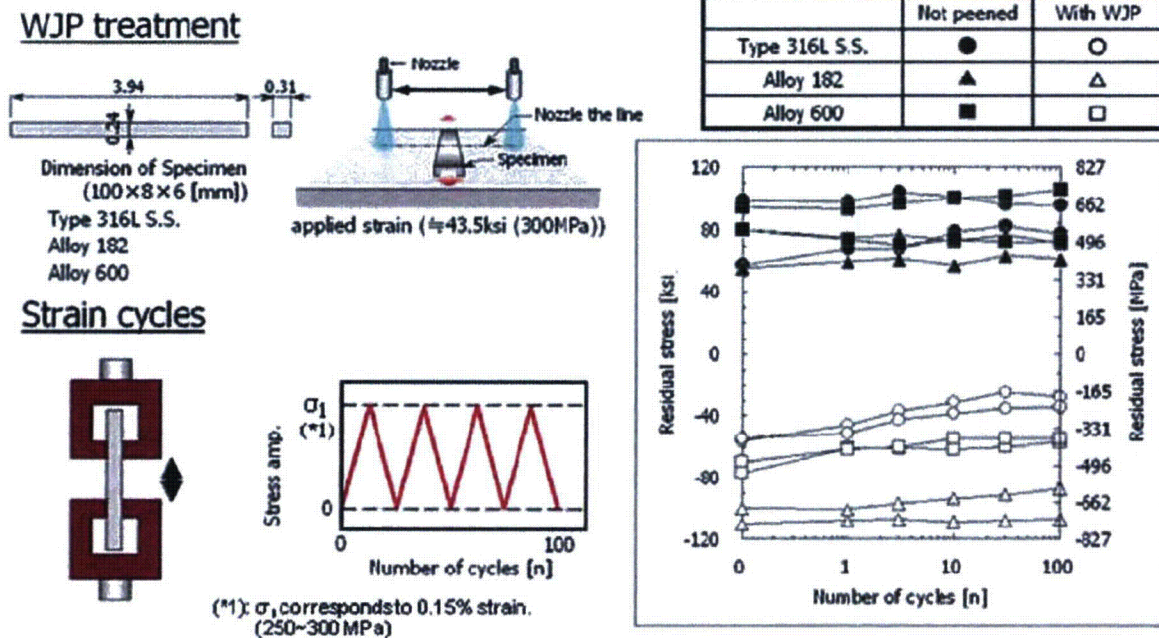 WJP treatment
3.94
0.31
0.24
Dimension of Specimen
(100×8×6 [mm])
Type 316L S.S.
Alloy 182
Alloy 600
Nozzle
Nozzle the line
Specimen
applied strain (≒43.5ksi (300MPa))
Not peened With WJP
Type 316L S.S. ● ○
Alloy 182 ▲ △
Alloy 600 ■ □
Strain cycles
Stress amp.
σ1
(*1)
0
0 100
Number of cycles [n]
(*1): σ1 correspondsto 0.15% strain.
(250~300 MPa)
Residual stress [ksi
120
80
40
0
-40
-80
-120
827
662
496
331
165
0
-165
-331
-496
-662
-827
Residual stress [MPa]
0 1 10 100
Number of cycles [n]